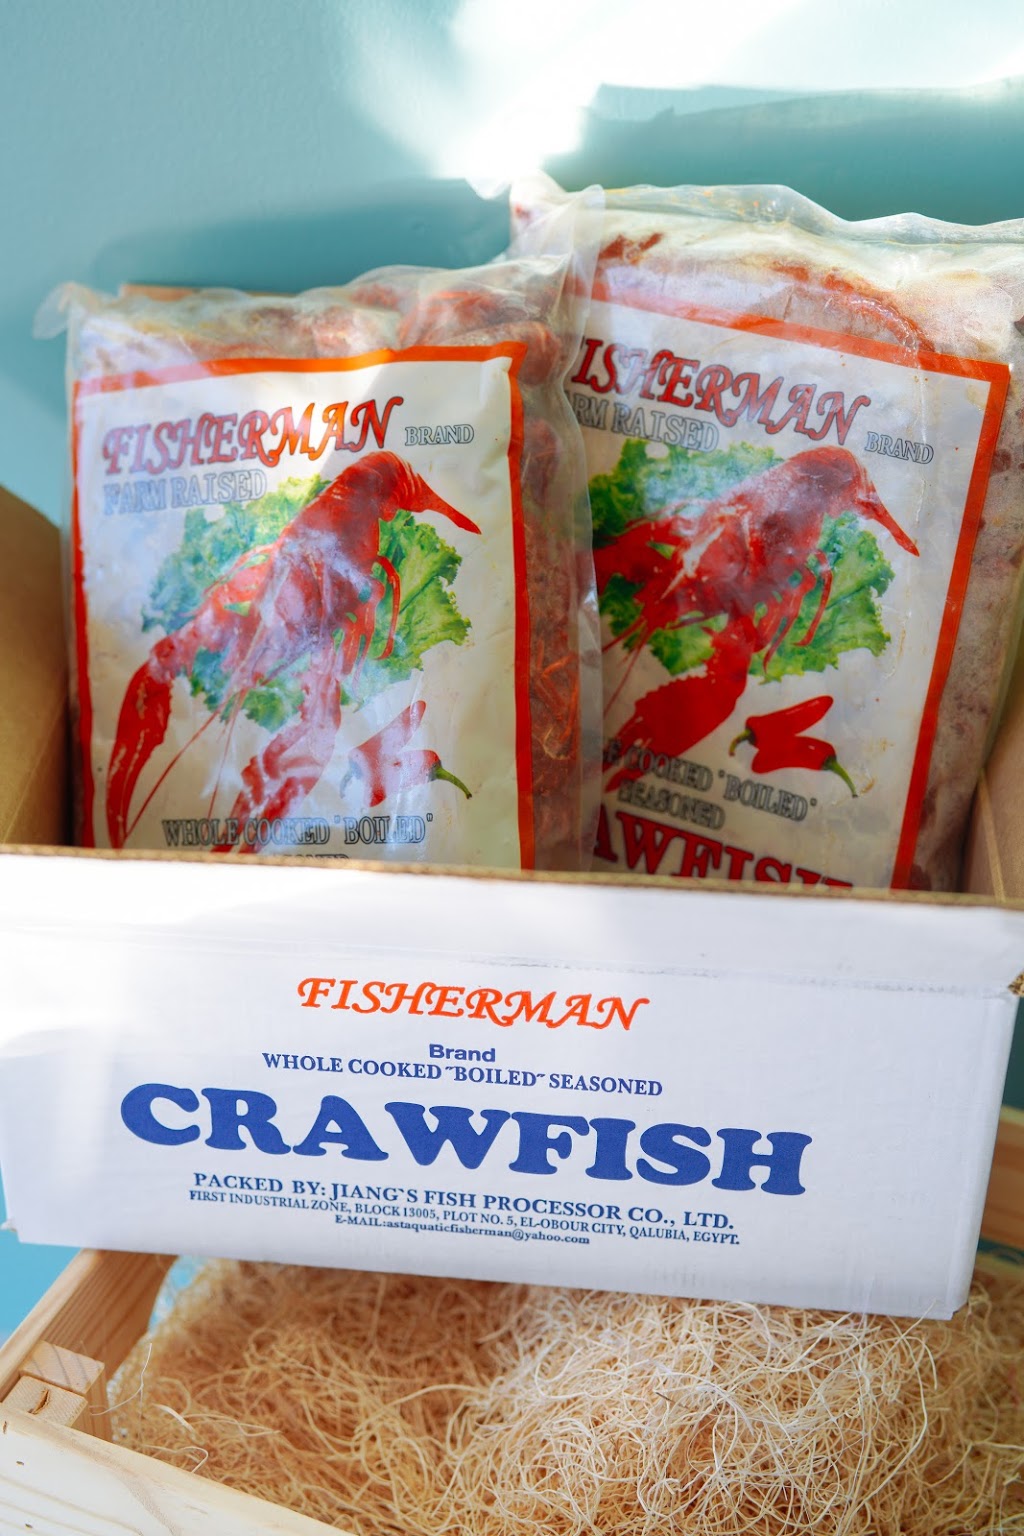 FISHERMAN BRAND
FARM RAISED
WHOLE COOKED "BOILED"
FISHERMAN BRAND
RAISED
COOKED "BOILED"
SEASONED
FISHERMAN
Brand
WHOLE COOKED "BOILED" SEASONED
CRAWFISH
PACKED BY: JIANG`S FISH PROCESSOR CO., LTD.
FIRST INDUSTRIAL ZONE, BLOCK 13005, PLOT NO. 5, EL-OBOUR CITY, QALUBIA, EGYPT.
E-MAIL:astaquaticfisherman@yahoo.com